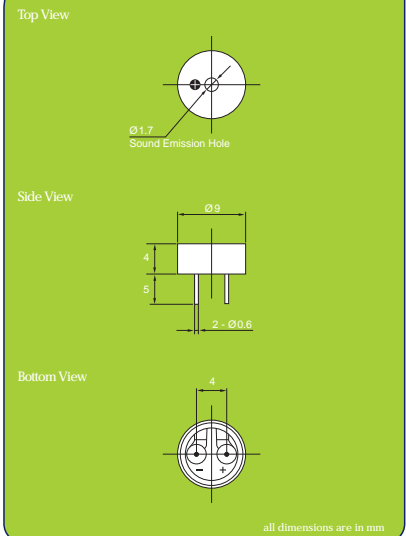 Top View
Ø1.7
Sound Emission Hole
Side View
Ø9
4
5
2 - Ø0.6
Bottom View
4
− +
all dimensions are in mm